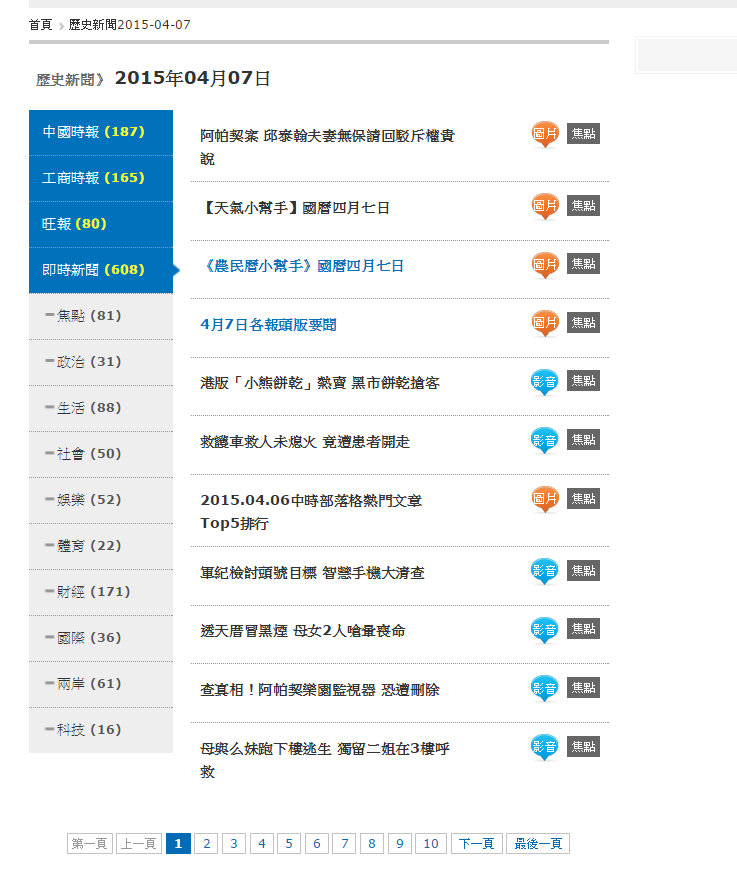 首頁 歷史新聞2015-04-07
歷史新聞》 2015年04月07日
中國時報 (187)
工商時報 (165)
旺報 (80)
即時新聞 (608)
焦點 (81)
政治 (31)
生活 (88)
社會 (50)
娛樂 (52)
體育 (22)
財經 (171)
國際 (36)
兩岸 (61)
科技 (16)
阿帕契案 邱泰翰夫妻無保請回駁斥權貴
說
圖片 焦點
【天氣小幫手】國曆四月七日
圖片 焦點
《農民曆小幫手》國曆四月七日
圖片 焦點
4月7日各報頭版要聞
圖片 焦點
港版「小熊餅乾」熱賣 黑市餅乾搶客
影音 焦點
救護車救人未熄火 竟遭患者開走
影音 焦點
2015.04.06中時部落格熱門文章
Top5排行
圖片 焦點
軍紀檢討頭號目標 智慧手機大清查
影音 焦點
透天厝冒黑煙 母女2人嗆暈喪命
影音 焦點
查真相！阿帕契樂園監視器 恐遭刪除
影音 焦點
母與么妹跑下樓逃生 獨留二姐在3樓呼
救
影音 焦點
第一頁 上一頁 1 2 3 4 5 6 7 8 9 10 下一頁 最後一頁